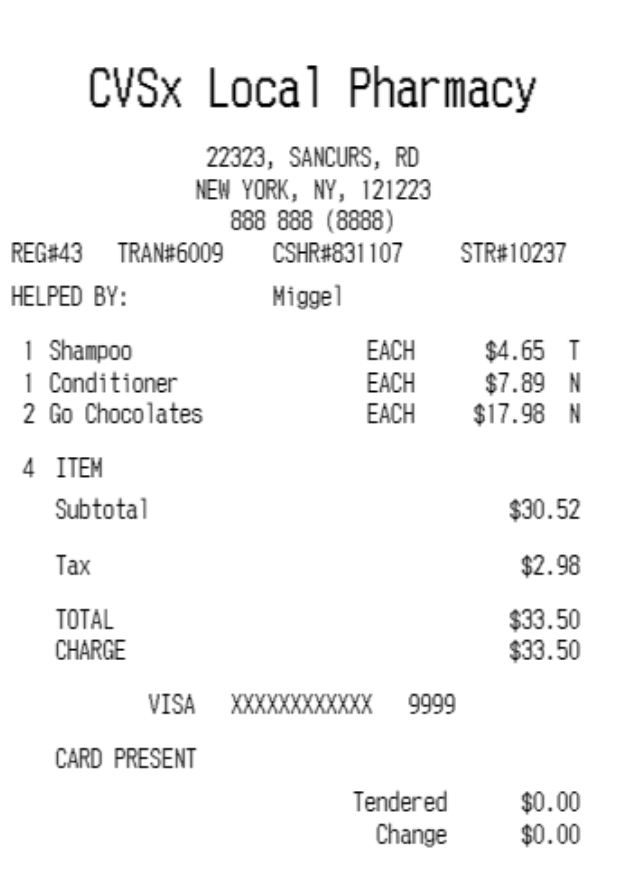 CVSx Local Pharmacy
22323, SANCURS, RD
NEW YORK, NY, 121223
888 888 (8888)
REG#43 TRAN#6009 CSHR#831107 STR#10237
HELPED BY: Miggel
1 Shampoo EACH $4.65 T
1 Conditioner EACH $7.89 N
2 Go Chocolates EACH $17.98 N
4 ITEM
Subtotal $30.52
Tax $2.98
TOTAL $33.50
CHARGE $33.50
VISA XXXXXXXXXXXX 9999
CARD PRESENT
Tendered $0.00
Change $0.00